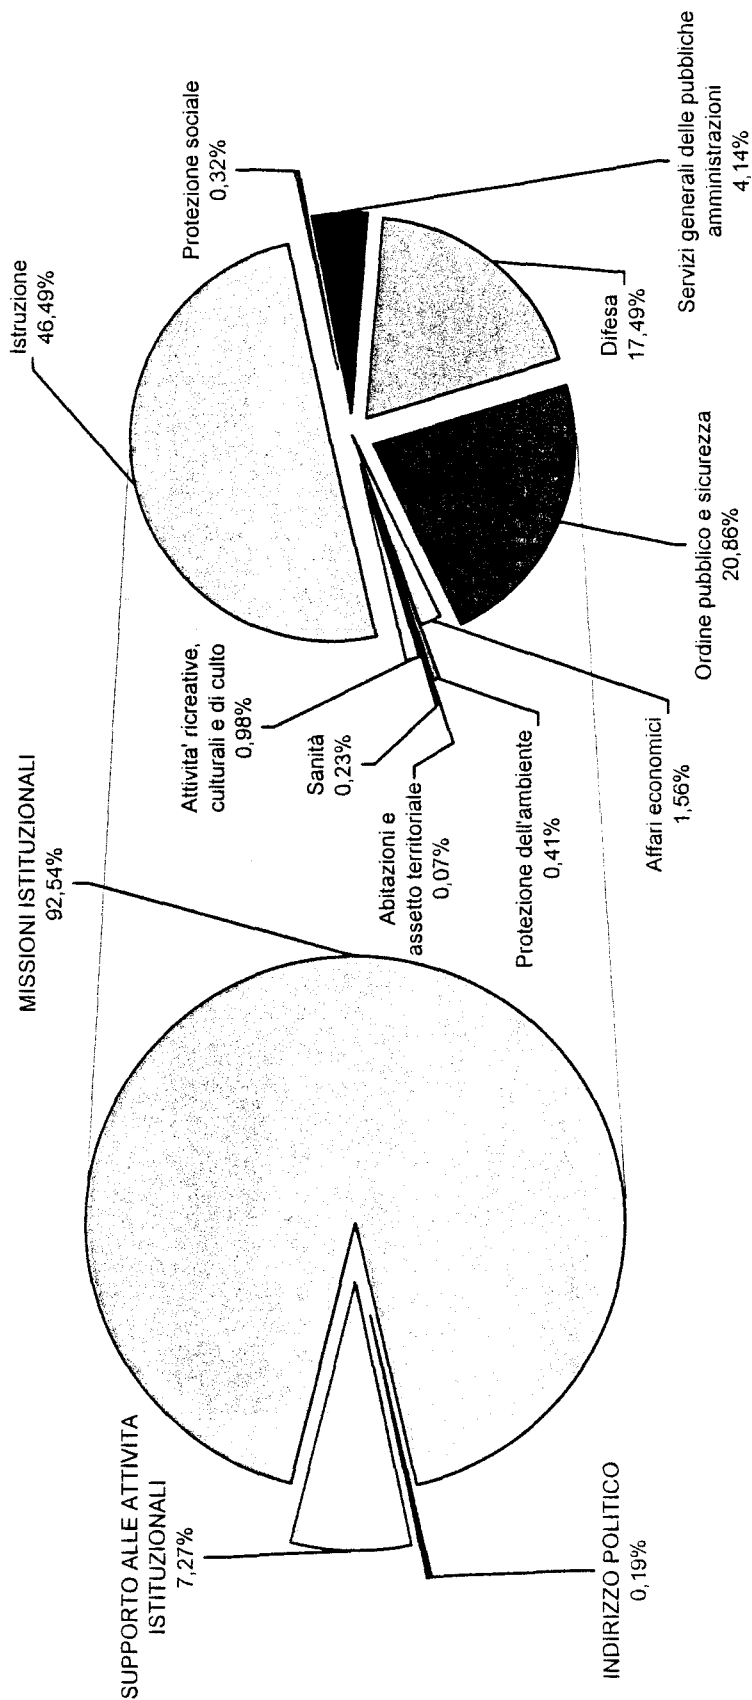 SUPPORTO ALLE ATTIVITA
ISTITUZIONALI
7,27%
MISSIONI ISTITUZIONALI
92,54%
INDIRIZZO POLITICO
0,19%
Istruzione
46,49%
Protezione sociale
0,32%
Attivita' ricreative,
culturali e di culto
0,98%
Sanità
0,23%
Abitazioni e
assetto territoriale
0,07%
Protezione dell'ambiente
0,41%
Affari economici
1,56%
Ordine pubblico e sicurezza
20,86%
Difesa
17,49%
Servizi generali delle pubbliche
amministrazioni
4,14%